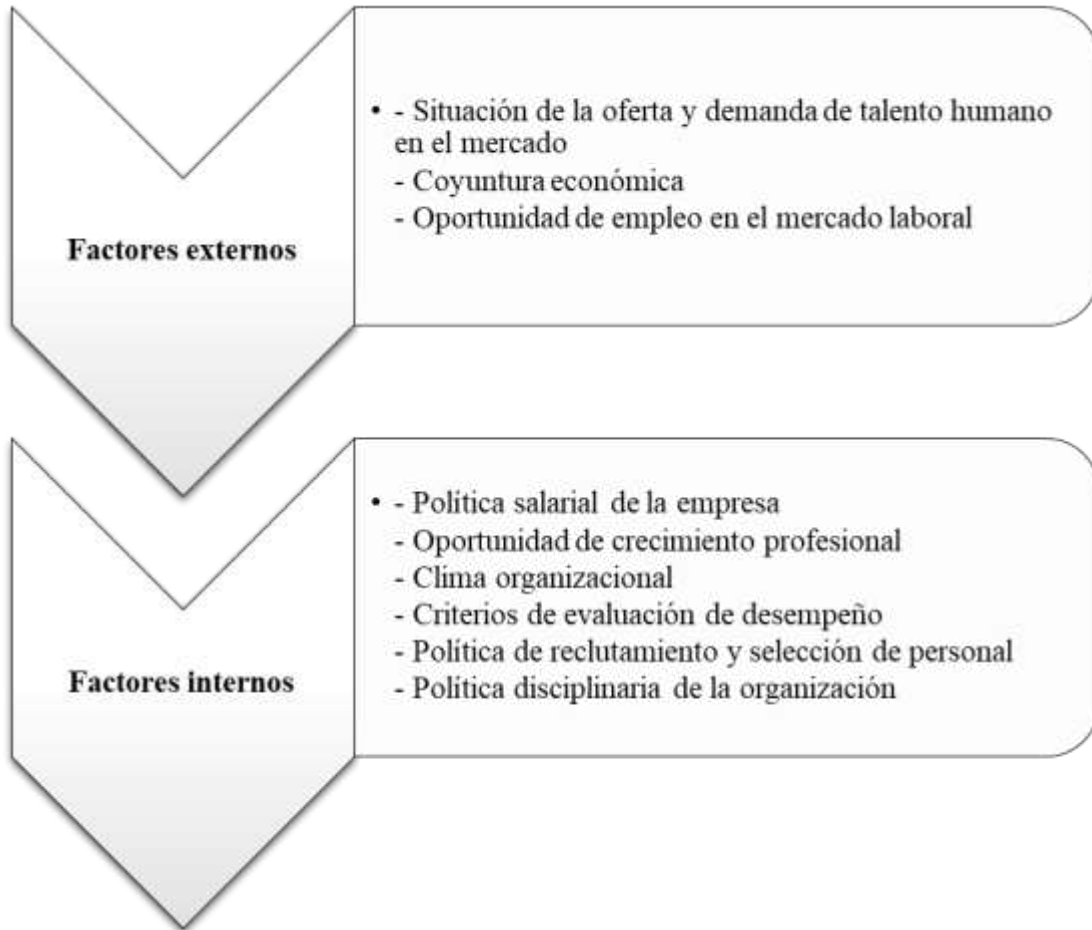 Factores externos
• - Situación de la oferta y demanda de talento humano
en el mercado
- Coyuntura económica
- Oportunidad de empleo en el mercado laboral
Factores internos
• - Política salarial de la empresa
- Oportunidad de crecimiento profesional
- Clima organizacional
- Criterios de evaluación de desempeño
- Política de reclutamiento y selección de personal
- Política disciplinaria de la organización